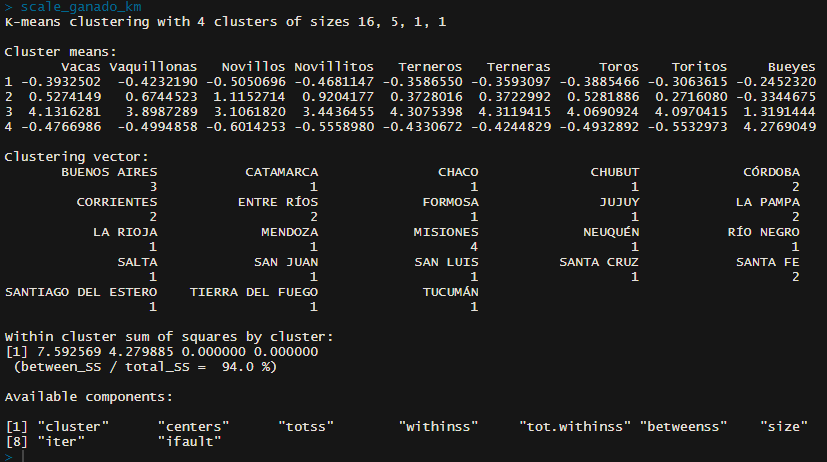 > scale_ganado_km
K-means clustering with 4 clusters of sizes 16, 5, 1, 1
Cluster means:
Vacas Vaquillonas Novillos Novillitos Terneros Terneras Toros Toritos Bueyes
1 -0.3932502 -0.4232190 -0.5050696 -0.4681147 -0.3586550 -0.3593097 -0.3885466 -0.3063615 -0.2452320
2 0.5274149 0.6744523 1.1152714 0.9204177 0.3728016 0.3722992 0.5281886 0.2716080 -0.3344675
3 4.1316281 3.8987289 3.1061820 3.4436455 4.3075398 4.3119415 4.0690924 4.0970415 1.3191444
4 -0.4766986 -0.4994858 -0.6014253 -0.5558980 -0.4330672 -0.4244829 -0.4932892 -0.5532973 4.2769049
Clustering vector:
BUENOS AIRES CATAMARCA CHACO CHUBUT CÓRDOBA
3 1 1 1 2
CORRIENTES ENTRE RÍOS FORMOSA JUJUY LA PAMPA
2 2 1 1 2
LA RIOJA MENDOZA MISIONES NEUQUÉN RÍO NEGRO
1 1 4 1 1
SALTA SAN JUAN SAN LUIS SANTA CRUZ SANTA FE
1 1 1 1 2
SANTIAGO DEL ESTERO TIERRA DEL FUEGO TUCUMÁN
1 1 1
Within cluster sum of squares by cluster:
[1] 7.592569 4.279885 0.000000 0.000000
(between_SS / total_SS = 94.0 %)
Available components:
[1] "cluster" "centers" "totss" "withinss" "tot.withinss" "betweenss" "size"
[8] "iter" "ifault"
>